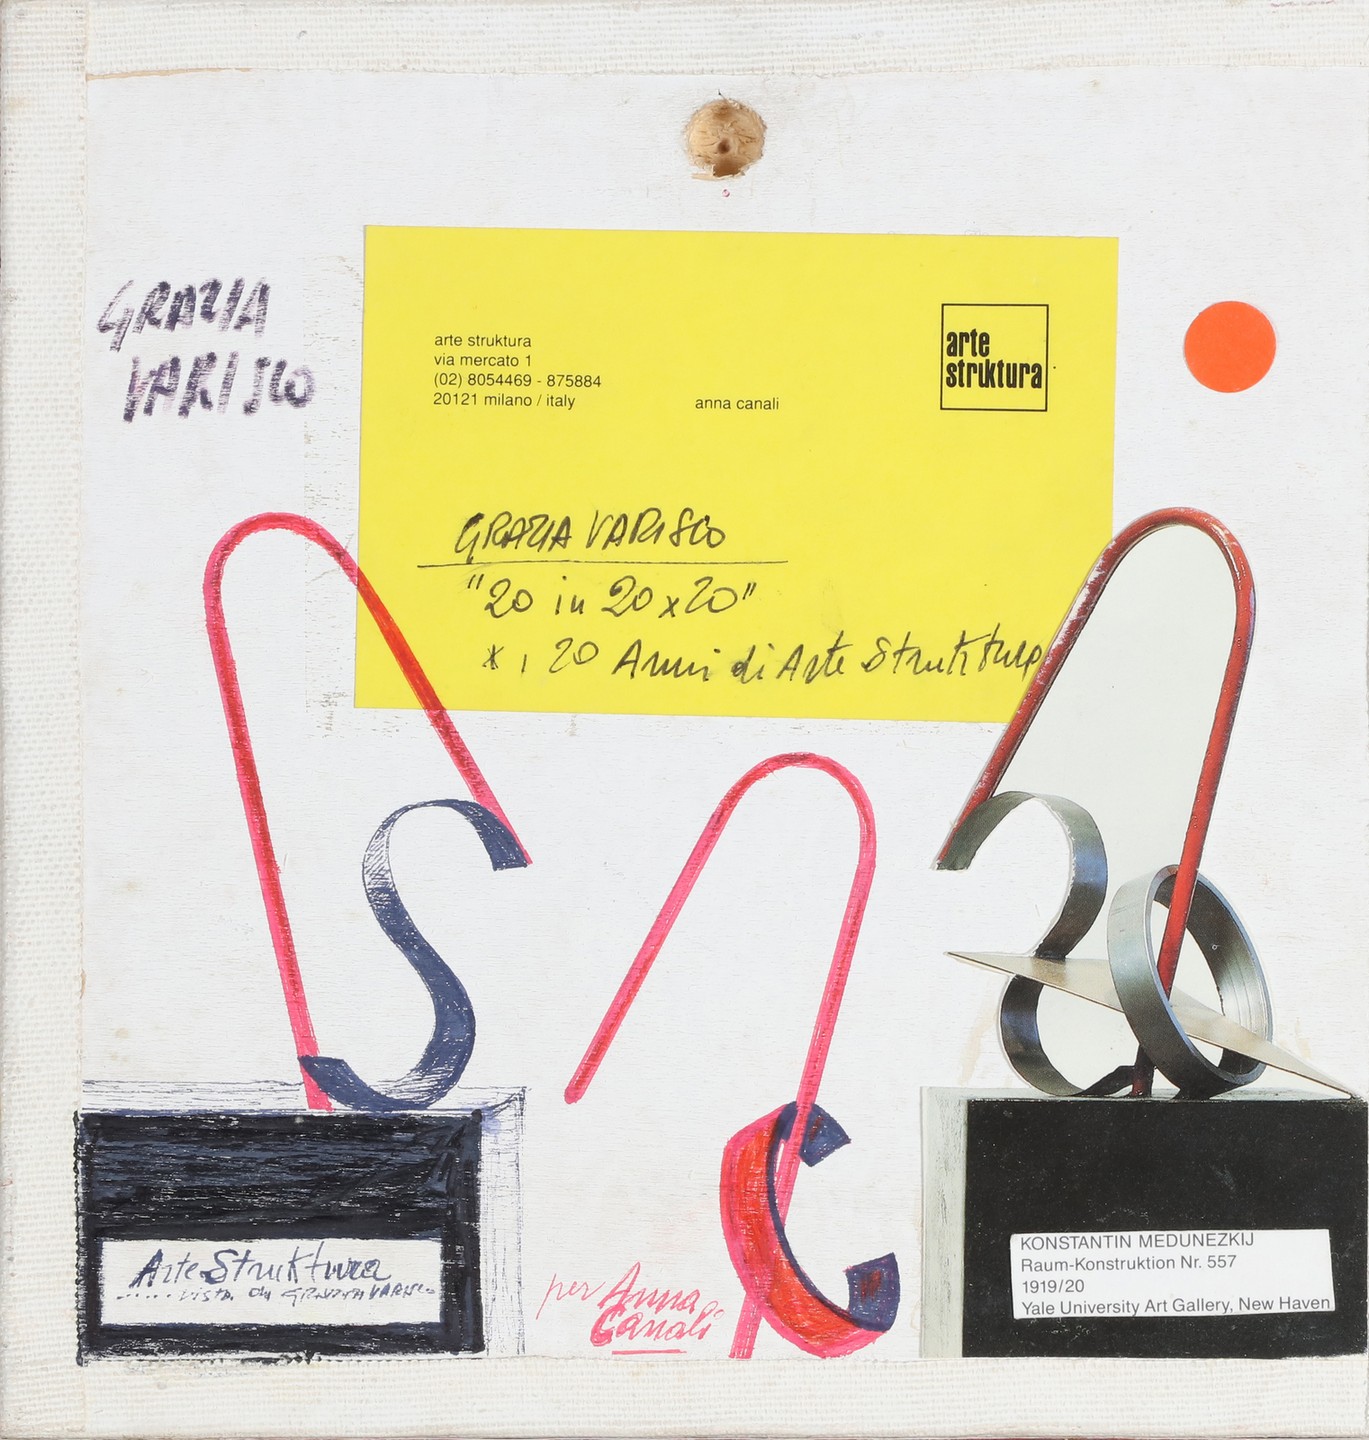 GRAZIA
VARISCO
arte struktura
via mercato 1
(02) 8054469 - 875884
20121 milano / italy
anna canali
arte
struktura
GRAZIA VARISCO
"20 in 20x20"
* , 20 Anni di Arte Struktura
Arte Struktura
..... vista da GRAZIA VARISCO
per Anna
Canali
KONSTANTIN MEDUNEZKIJ
Raum-Konstruktion Nr. 557
1919/20
Yale University Art Gallery, New Haven